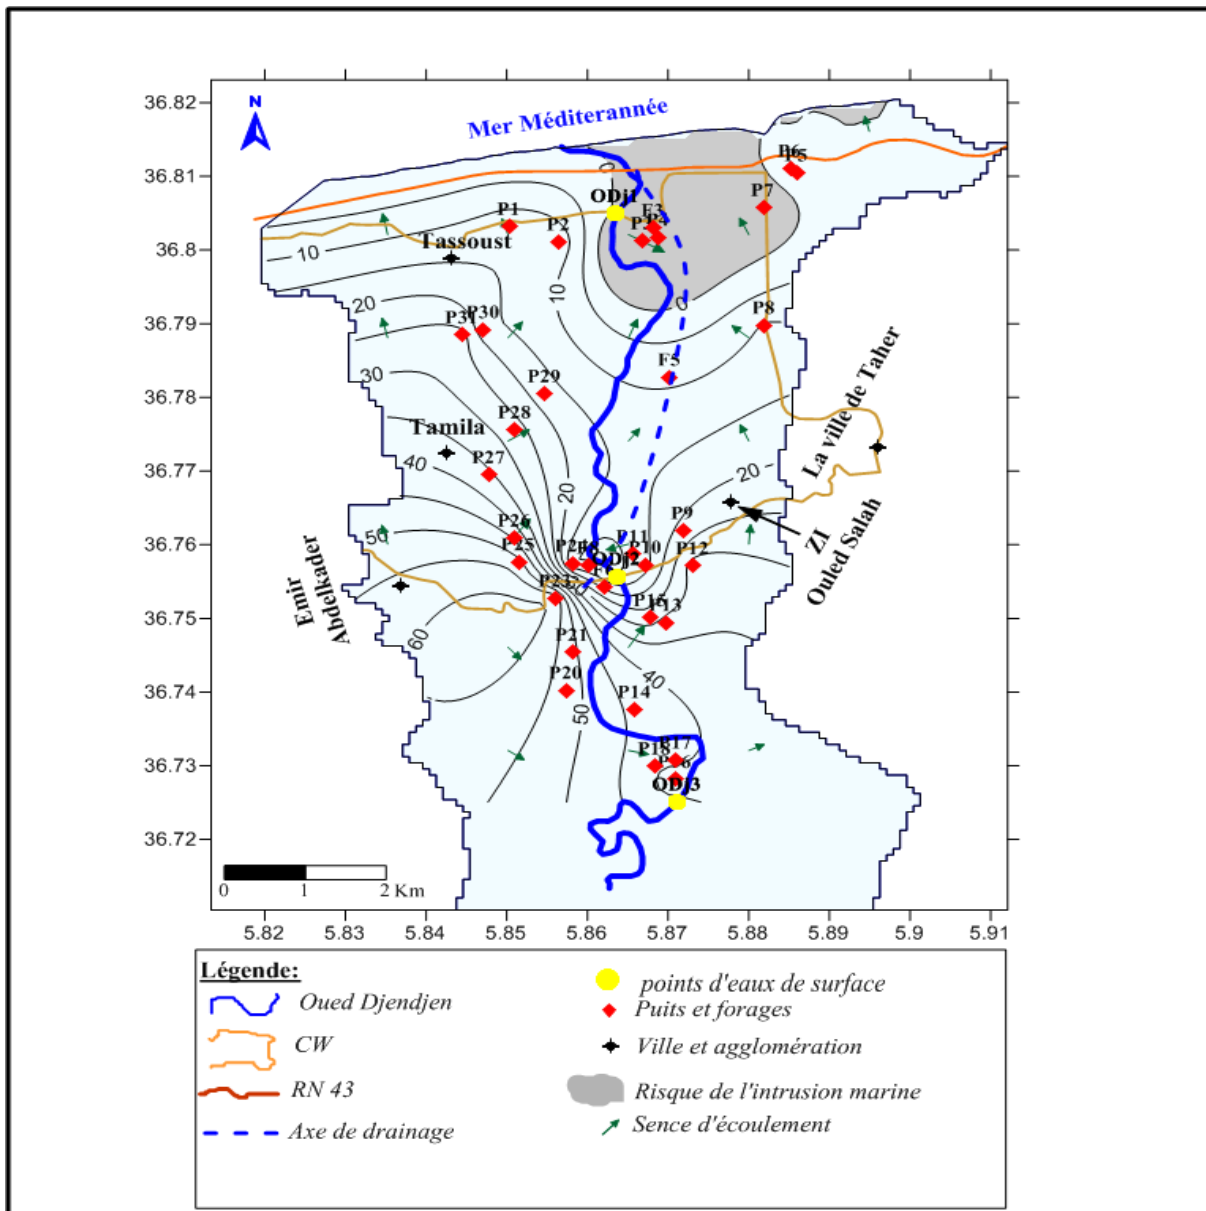 N
Mer Méditerannée
36.82
36.81
36.8
36.79
36.78
36.77
36.76
36.75
36.74
36.73
36.72
0
ODj1
P6
P5
P7
P1
P2
F3
P4
Tassoust
10
10
0
20
P30
P31
P8
30
P29
F5
P28
Tamila
La ville de Taher
P27
40
20
20
P26
50
P25
P9
P11
P10
P12
ODj2
ZI
Ouled Salah
Emir
Abdelkader
P23
P15
P13
60
P21
P20
40
P14
50
P17
P18
ODj3
0 1 2 Km
5.82 5.83 5.84 5.85 5.86 5.87 5.88 5.89 5.9 5.91
Légende:
Oued Djendjen
CW
RN 43
Axe de drainage
points d'eaux de surface
Puits et forages
Ville et agglomération
Risque de l'intrusion marine
Sence d'écoulement